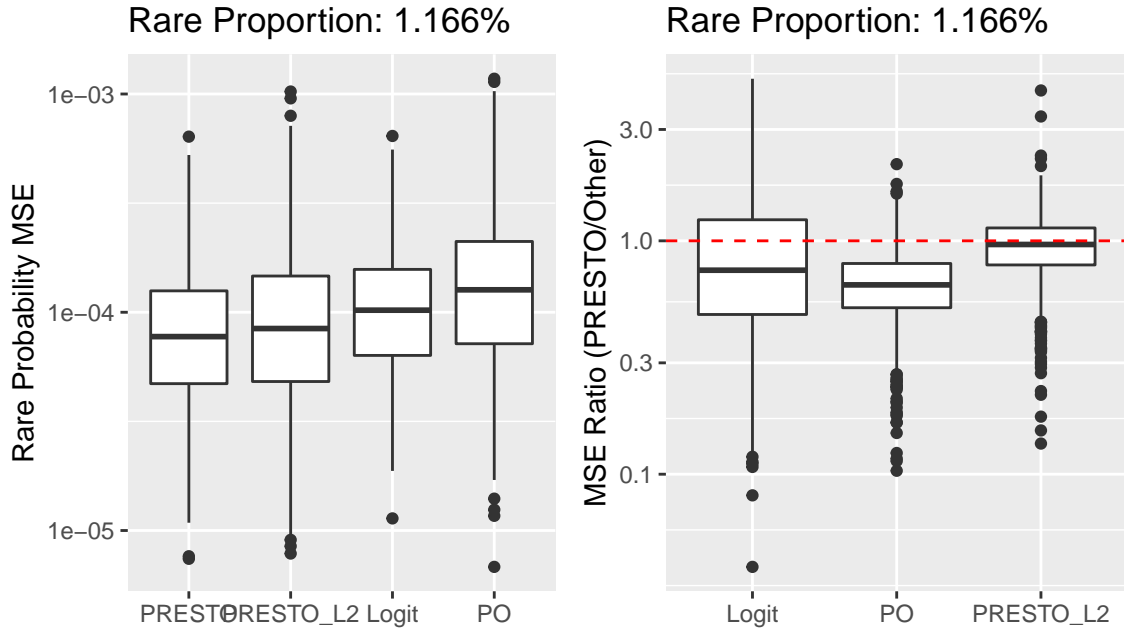 Rare Proportion: 1.166%
Rare Probability MSE
1e−03
1e−04
1e−05
PRESTO PRESTO_L2 Logit PO
Rare Proportion: 1.166%
MSE Ratio (PRESTO/Other)
3.0
1.0
0.3
0.1
Logit PO PRESTO_L2